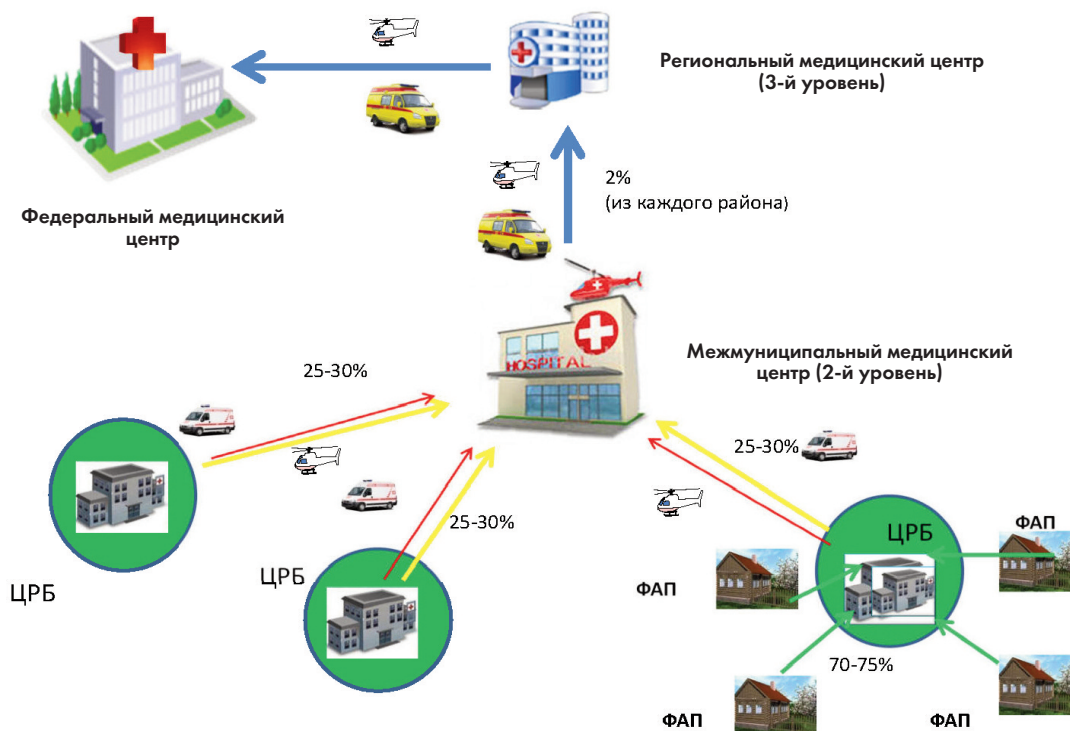 Региональный медицинский центр
(3-й уровень)
2%
(из каждого района)
Федеральный медицинский
центр
HOSPITAL
Межмуниципальный медицинский
центр (2-й уровень)
25-30%
25-30%
25-30%
ЦРБ
ЦРБ
ЦРБ
ФАП
ФАП
70-75%
ФАП
ФАП